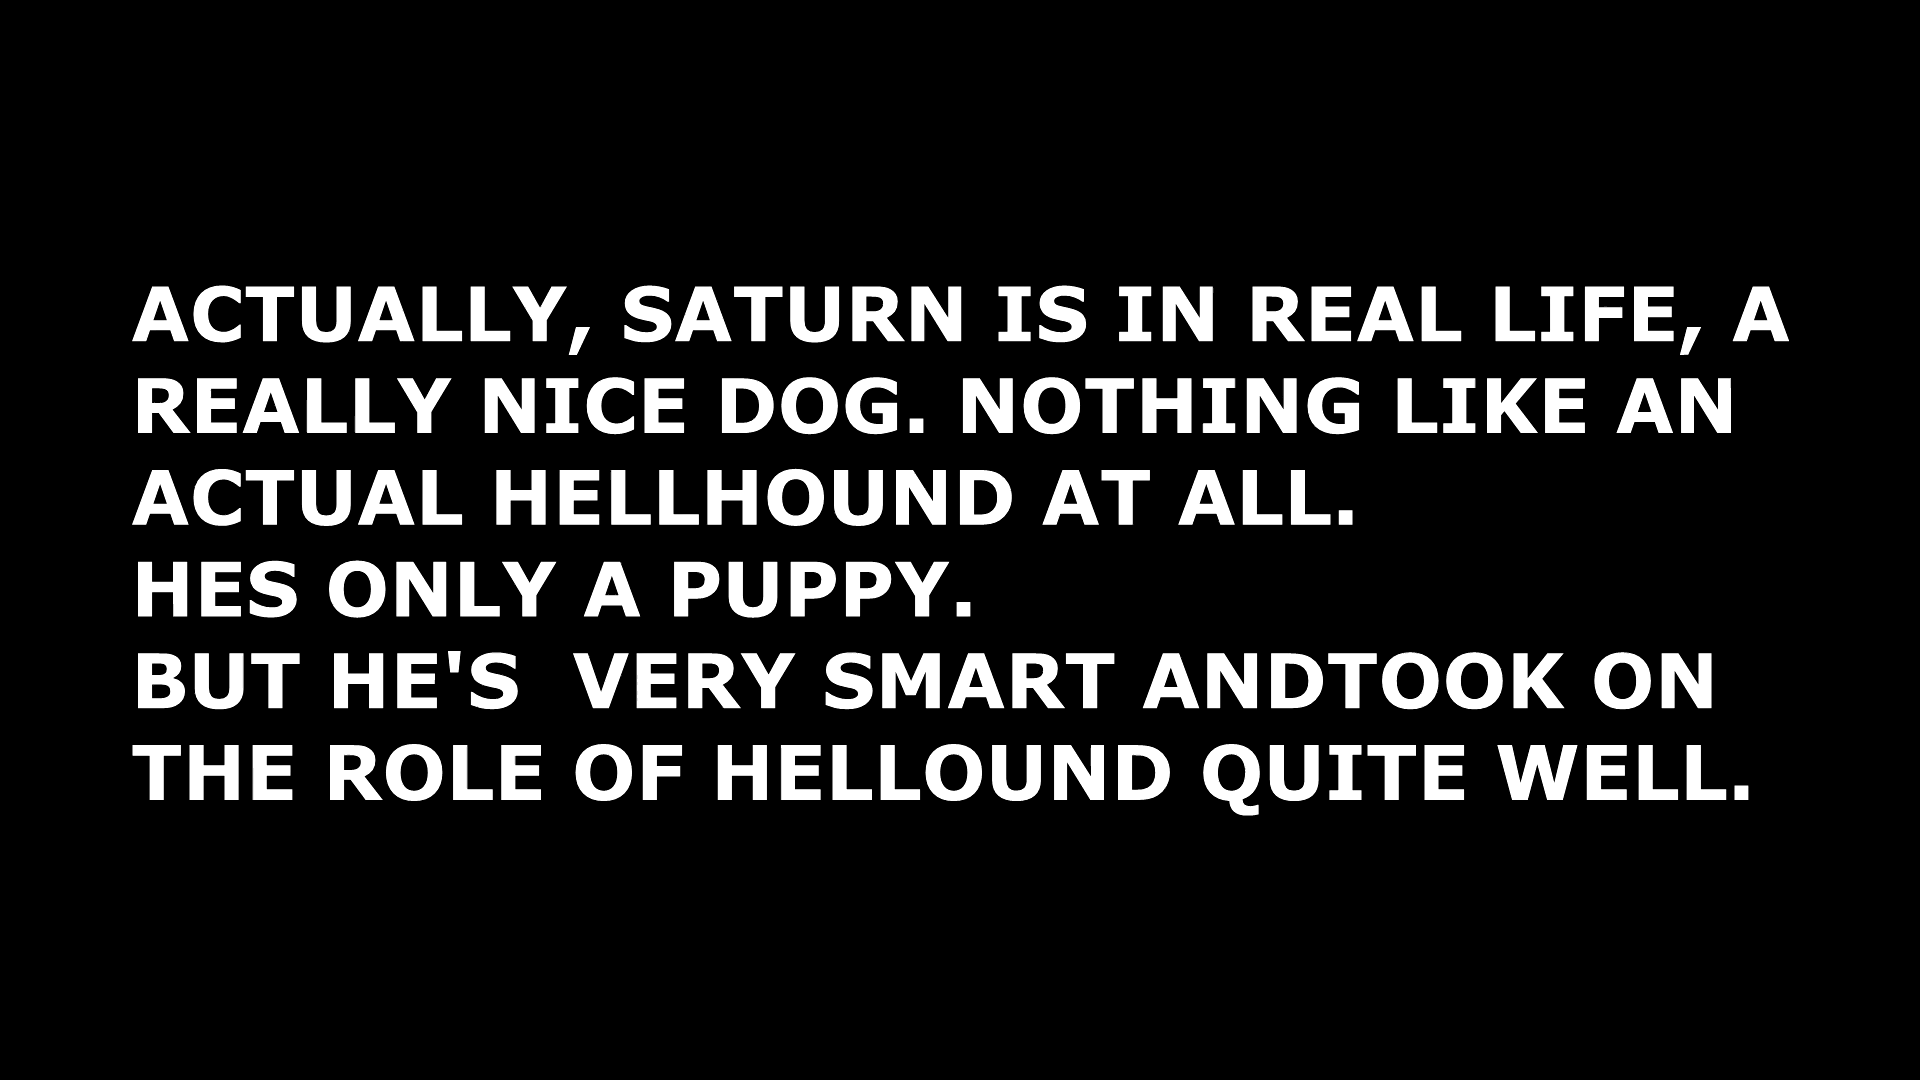 ACTUALLY, SATURN IS IN REAL LIFE, A
REALLY NICE DOG. NOTHING LIKE AN
ACTUAL HELLHOUND AT ALL.
HES ONLY A PUPPY.
BUT HE'S  VERY SMART ANDTOOK ON
THE ROLE OF HELLOUND QUITE WELL.